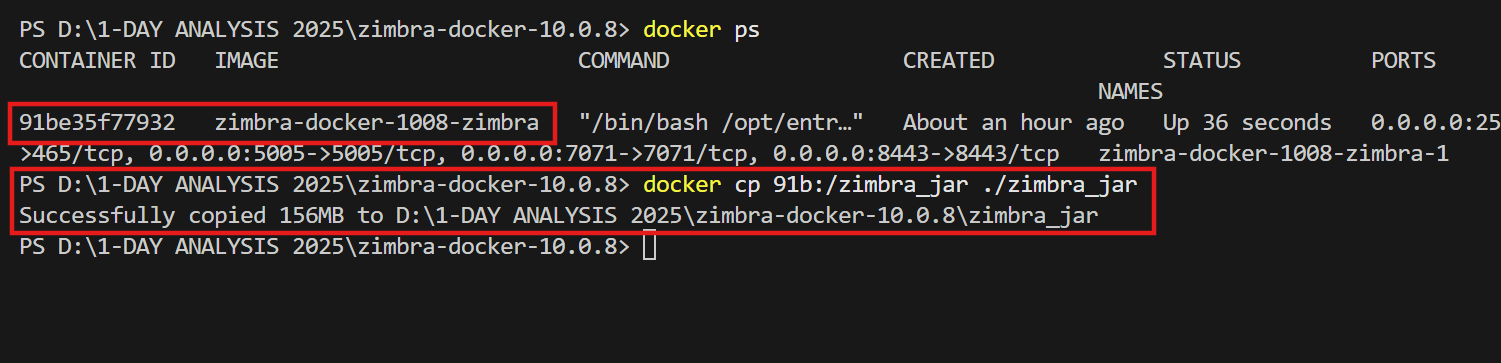 PS D:\1-DAY ANALYSIS 2025\zimbra-docker-10.0.8> docker ps
CONTAINER ID   IMAGE                        COMMAND                  CREATED             STATUS          PORTS
NAMES
91be35f77932   zimbra-docker-1008-zimbra   "/bin/bash /opt/entr…"   About an hour ago   Up 36 seconds   0.0.0.0:25
>465/tcp, 0.0.0.0:5005->5005/tcp, 0.0.0.0:7071->7071/tcp, 0.0.0.0:8443->8443/tcp   zimbra-docker-1008-zimbra-1
PS D:\1-DAY ANALYSIS 2025\zimbra-docker-10.0.8> docker cp 91b:/zimbra_jar ./zimbra_jar
Successfully copied 156MB to D:\1-DAY ANALYSIS 2025\zimbra-docker-10.0.8\zimbra_jar
PS D:\1-DAY ANALYSIS 2025\zimbra-docker-10.0.8>